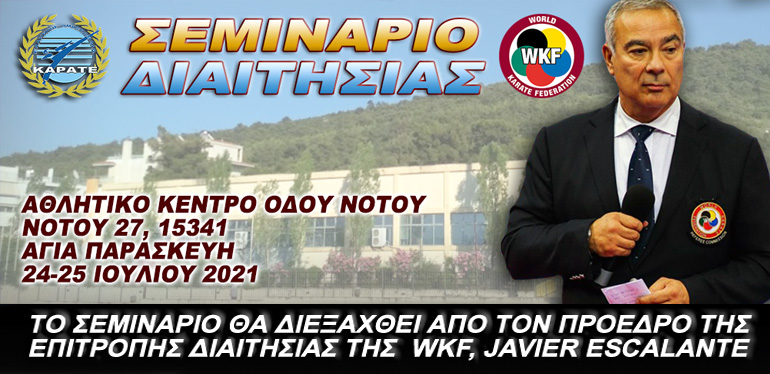 ΣΕΜΙΝΑΡΙΟ
ΔΙΑΙΤΗΣΙΑΣ
ΚΑΡΑΤΕ
WORLD
WKF
KARATE FEDERATION
ΑΘΛΗΤΙΚΟ ΚΕΝΤΡΟ ΟΔΟΥ ΝΟΤΟΥ
ΝΟΤΟΥ 27, 15341
ΑΓΙΑ ΠΑΡΑΣΚΕΥΗ
24-25 ΙΟΥΛΙΟΥ 2021
ΤΟ ΣΕΜΙΝΑΡΙΟ ΘΑ ΔΙΕΞΑΧΘΕΙ ΑΠΟ ΤΟΝ ΠΡΟΕΔΡΟ ΤΗΣ
ΕΠΙΤΡΟΠΗΣ ΔΙΑΙΤΗΣΙΑΣ ΤΗΣ WKF, JAVIER ESCALANTE